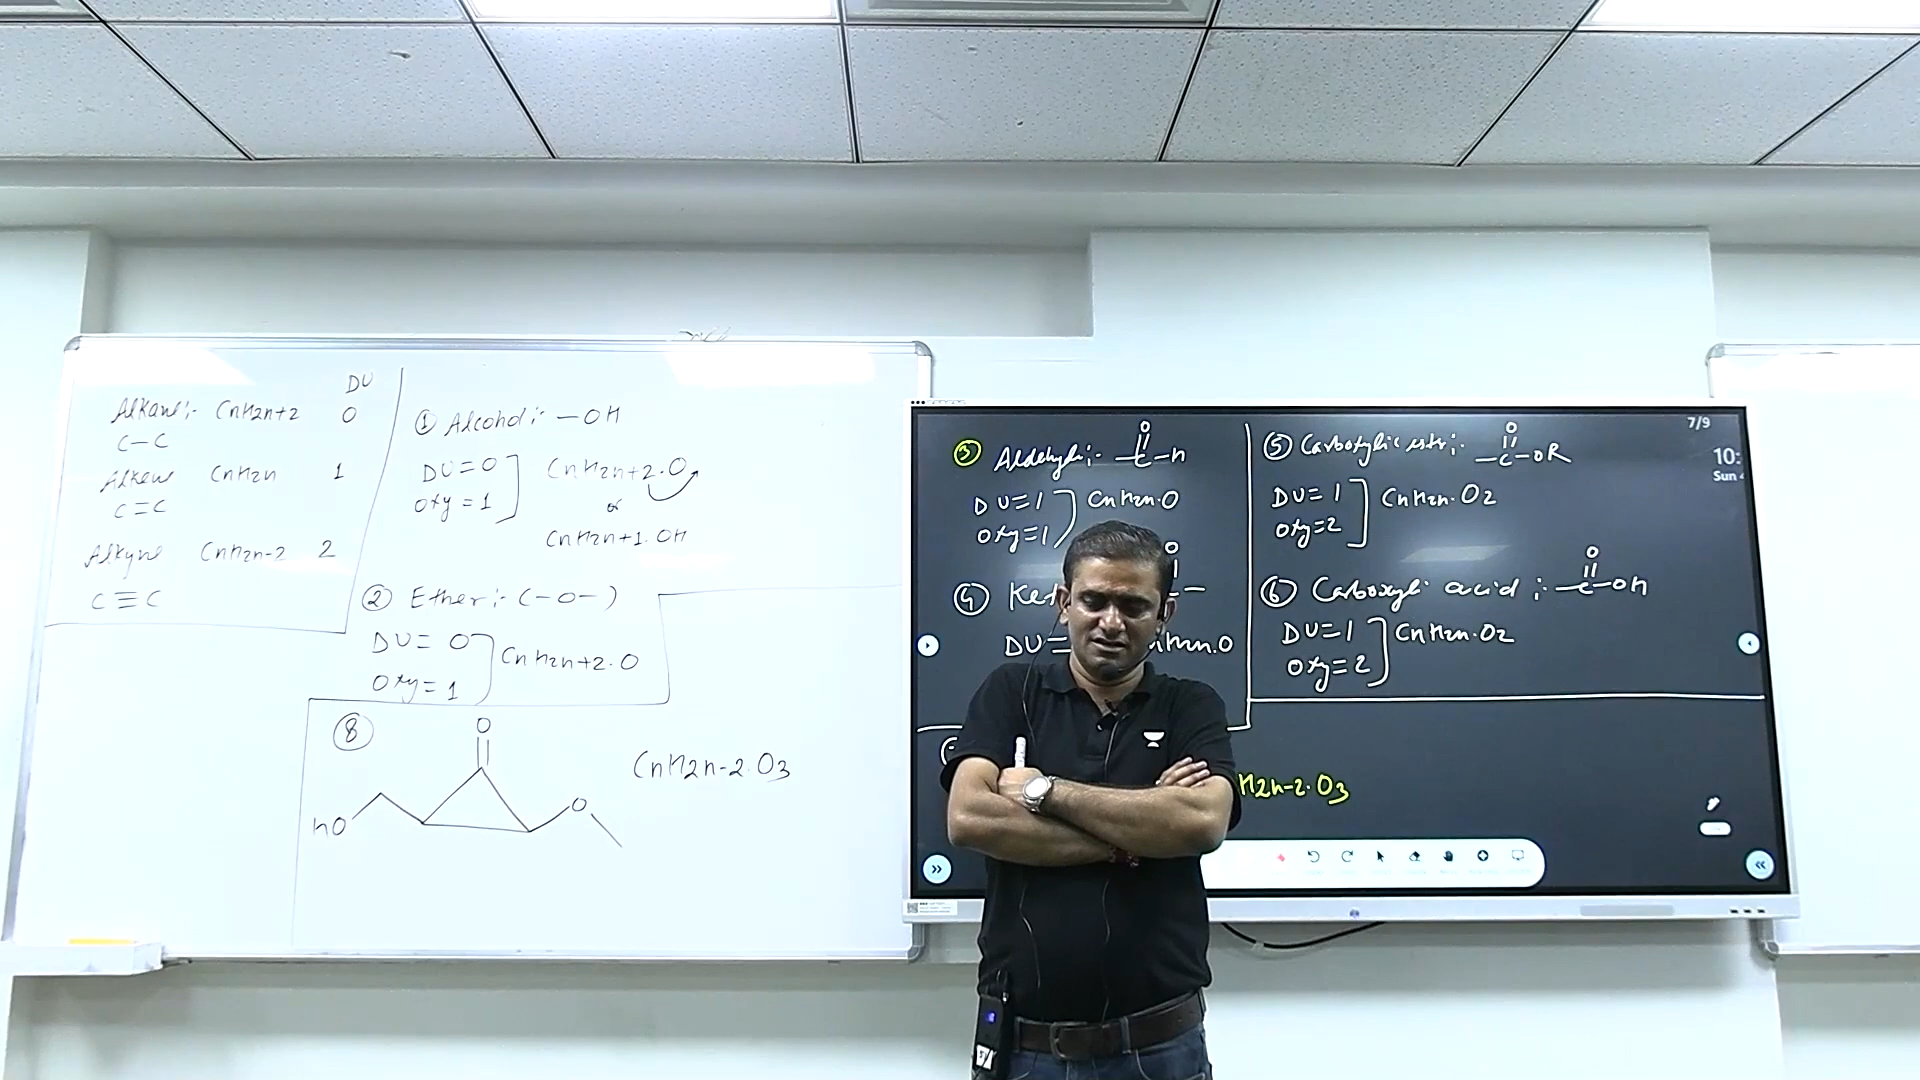 DU
Alkane:- CnH2n+2 0
C-C
Alkene CnH2n 1
C=C
Alkyne CnH2n-2 2
C≡C
① Alcohol:- -OH
DU=0
Oxy=1
CnH2n+2.O
or
CnH2n+1.OH
② Ether:- (-O-)
DU= 0
Oxy=1
CnH2n+2.O
⑧
O
HO
O
CnH2n-2.O3
7/9
10:
Sun
③ Aldehyde:- -C-H
O
DU=1
Oxy=1
CnH2n.O
④ Ket
O
DU=
nH2n.O
⑤ Carboxylic ester:- -C-OR
O
DU=1
Oxy=2
CnH2n.O2
⑥ Carboxylic acid:- -C-OH
O
DU=1
Oxy=2
CnH2n.O2
H2n-2.O3